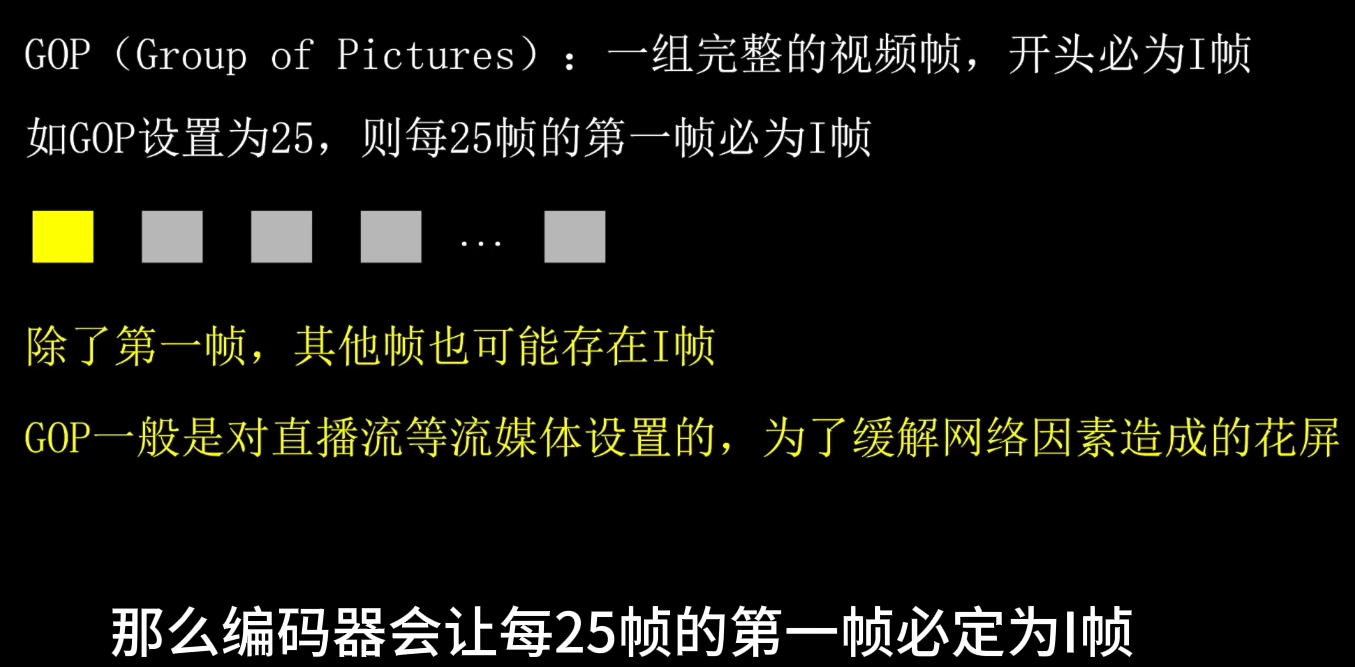 GOP（Group of Pictures）：一组完整的视频帧，开头必为I帧
如GOP设置为25，则每25帧的第一帧必为I帧
...
除了第一帧，其他帧也可能存在I帧
GOP一般是对直播流等流媒体设置的，为了缓解网络因素造成的花屏
那么编码器会让每25帧的第一帧必定为I帧